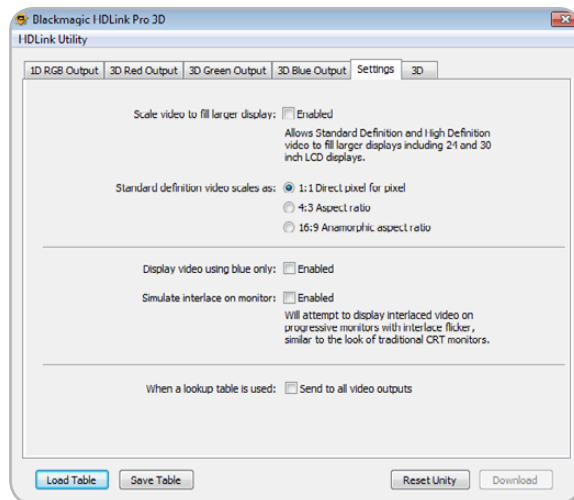 Blackmagic HDLink Pro 3D
HDLink Utility
1D RGB Output 3D Red Output 3D Green Output 3D Blue Output Settings 3D
Scale video to fill larger display: Enabled
Allows Standard Definition and High Definition
video to fill larger displays including 24 and 30
inch LCD displays.
Standard definition video scales as: 1:1 Direct pixel for pixel
4:3 Aspect ratio
16:9 Anamorphic aspect ratio
Display video using blue only: Enabled
Simulate interlace on monitor: Enabled
Will attempt to display interlaced video on
progressive monitors with interlace flicker,
similar to the look of traditional CRT monitors.
When a lookup table is used: Send to all video outputs
Load Table Save Table Reset Unity Download